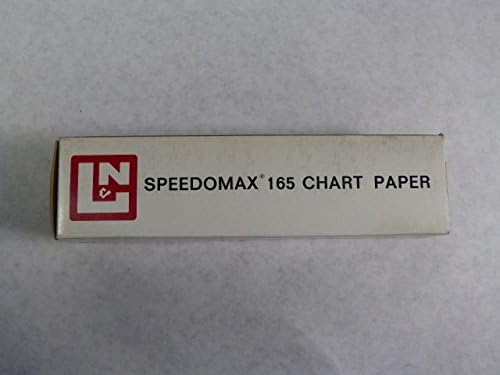 L&N
SPEEDOMAX® 165 CHART PAPER